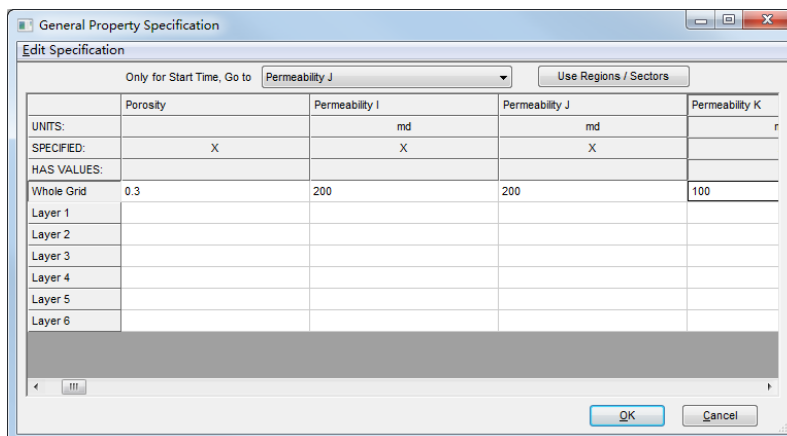 General Property Specification
Edit Specification
Only for Start Time, Go to Permeability J Use Regions / Sectors
Porosity Permeability I Permeability J Permeability K
UNITS: md md
SPECIFIED: X X X
HAS VALUES:
Whole Grid 0.3 200 200 100
Layer 1
Layer 2
Layer 3
Layer 4
Layer 5
Layer 6
OK Cancel